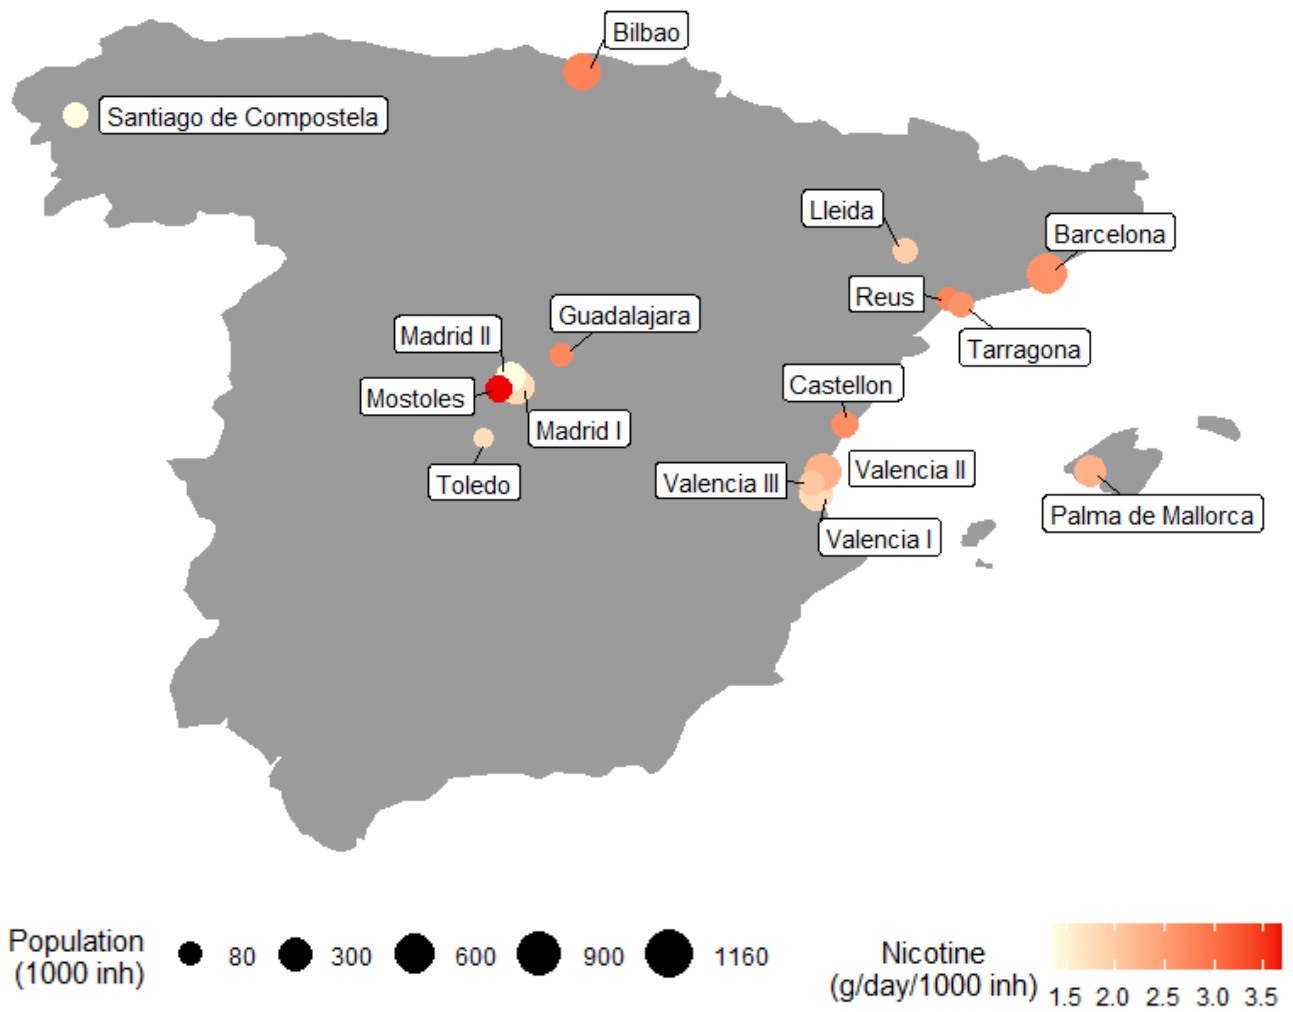 Bilbao
Santiago de Compostela
Lleida
Barcelona
Reus
Guadalajara
Madrid II
Tarragona
Castellon
Mostoles
Madrid I
Valencia II
Toledo
Valencia III
Palma de Mallorca
Valencia I
Population
(1000 inh)
80 300 600 900 1160
Nicotine
(g/day/1000 inh)
1.5 2.0 2.5 3.0 3.5